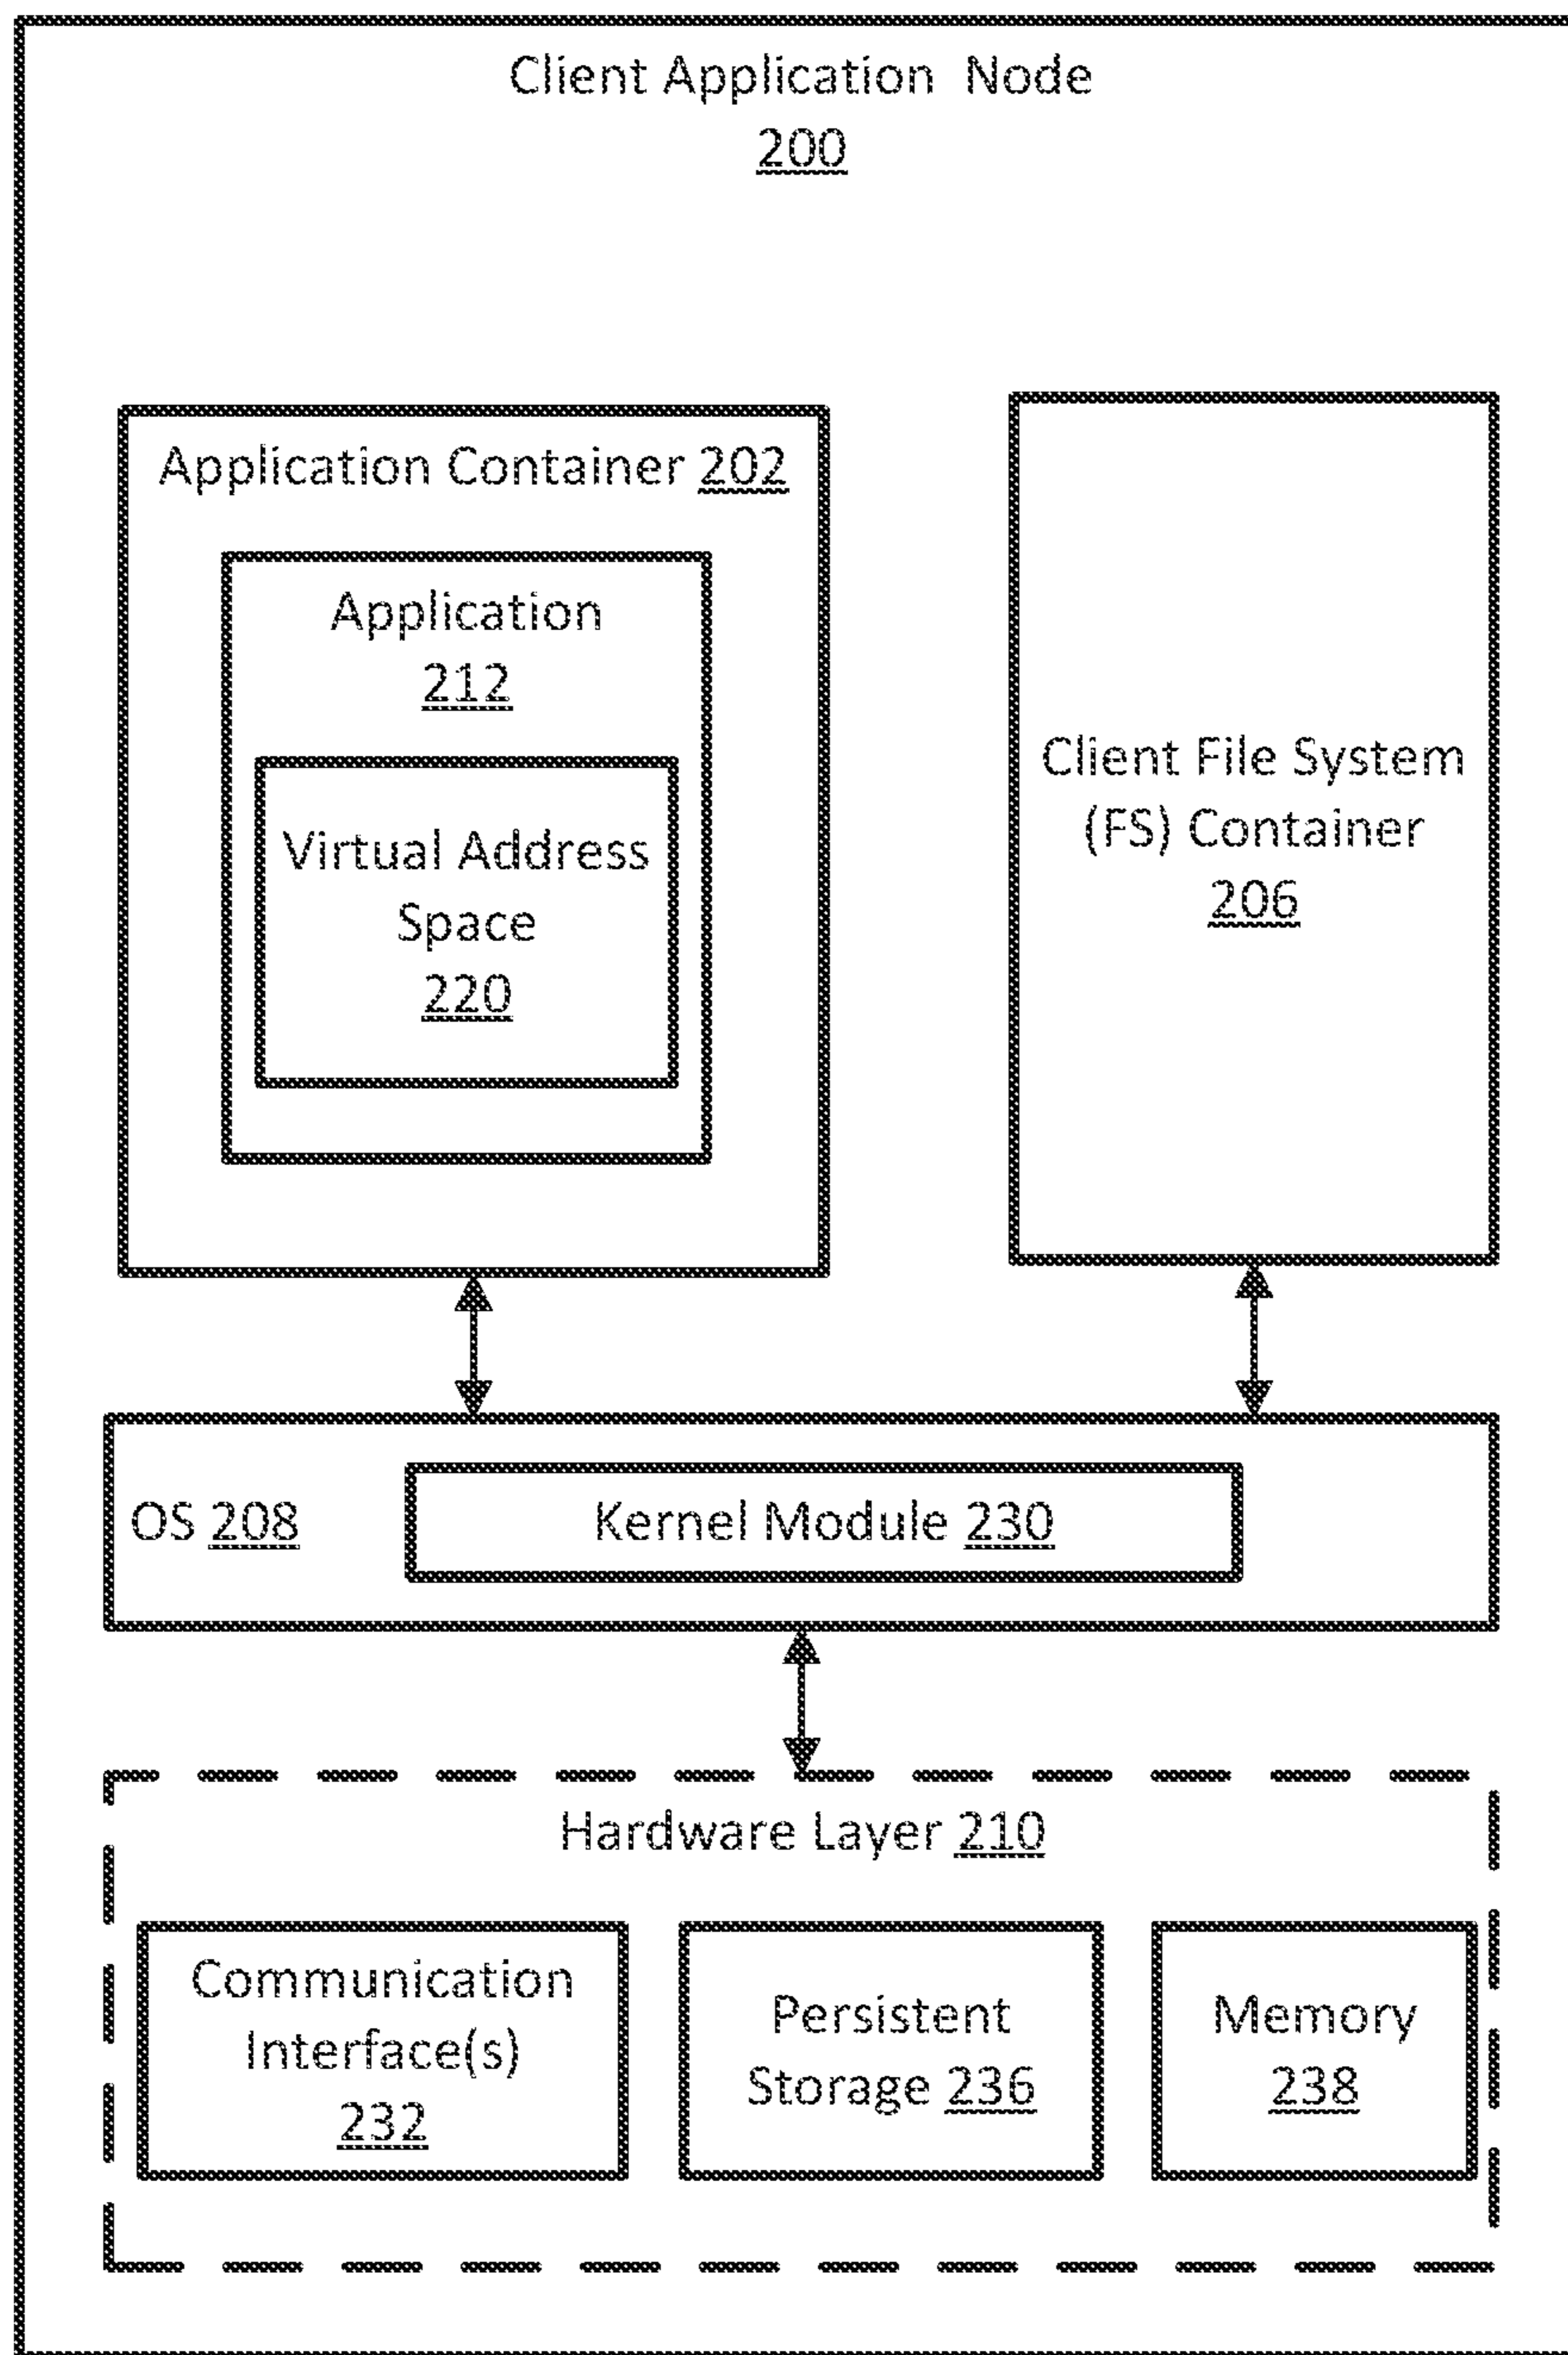 Client Application Node
200
Application Container 202
Application
212
Virtual Address
Space
220
Client File System
(FS) Container
206
OS 208
Kernel Module 230
Hardware Layer 210
Communication
Interface(s)
232
Persistent
Storage 236
Memory
238